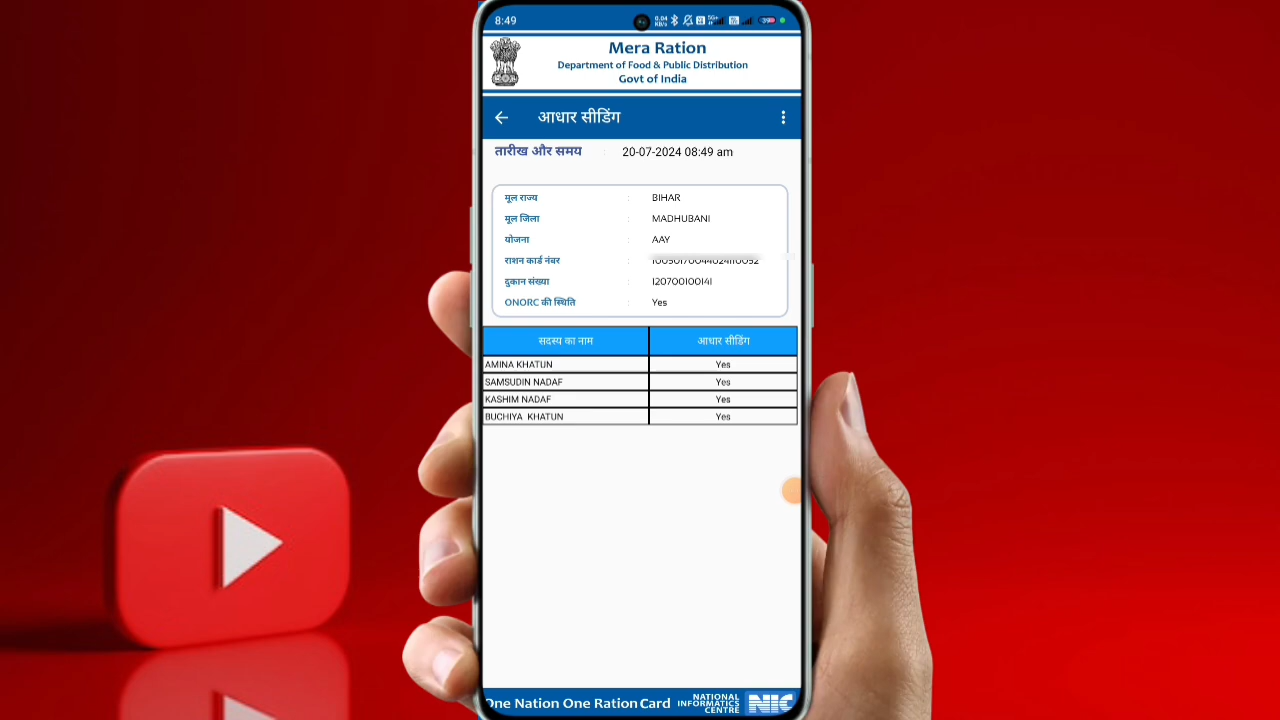 8:49
Mera Ration
Department of Food & Public Distribution
Govt of India
आधार सीडिंग
तारीख और समय : 20-07-2024 08:49 am
मूल राज्य : BIHAR
मूल जिला : MADHUBANI
योजना : AAY
राशन कार्ड नंबर :
दुकान संख्या : 120700100141
ONORC की स्थिति : Yes
सदस्य का नाम आधार सीडिंग
AMINA KHATUN Yes
SAMSUDIN NADAF Yes
KASHIM NADAF Yes
BUCHIYA KHATUN Yes
One Nation One Ration Card NATIONAL INFORMATICS CENTRE NIC